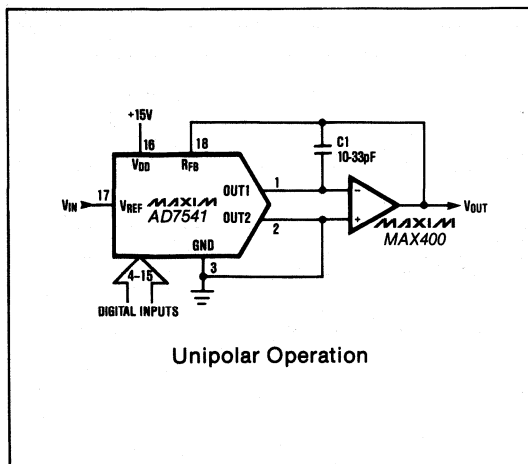 +15V
16
18
VDD
RFB
C1
10-33pF
17
VIN
VREF
MAXIM
AD7541
OUT1
1
OUT2
2
GND
3
4-15
DIGITAL INPUTS
−
+
VOUT
MAXIM
MAX400
Unipolar Operation